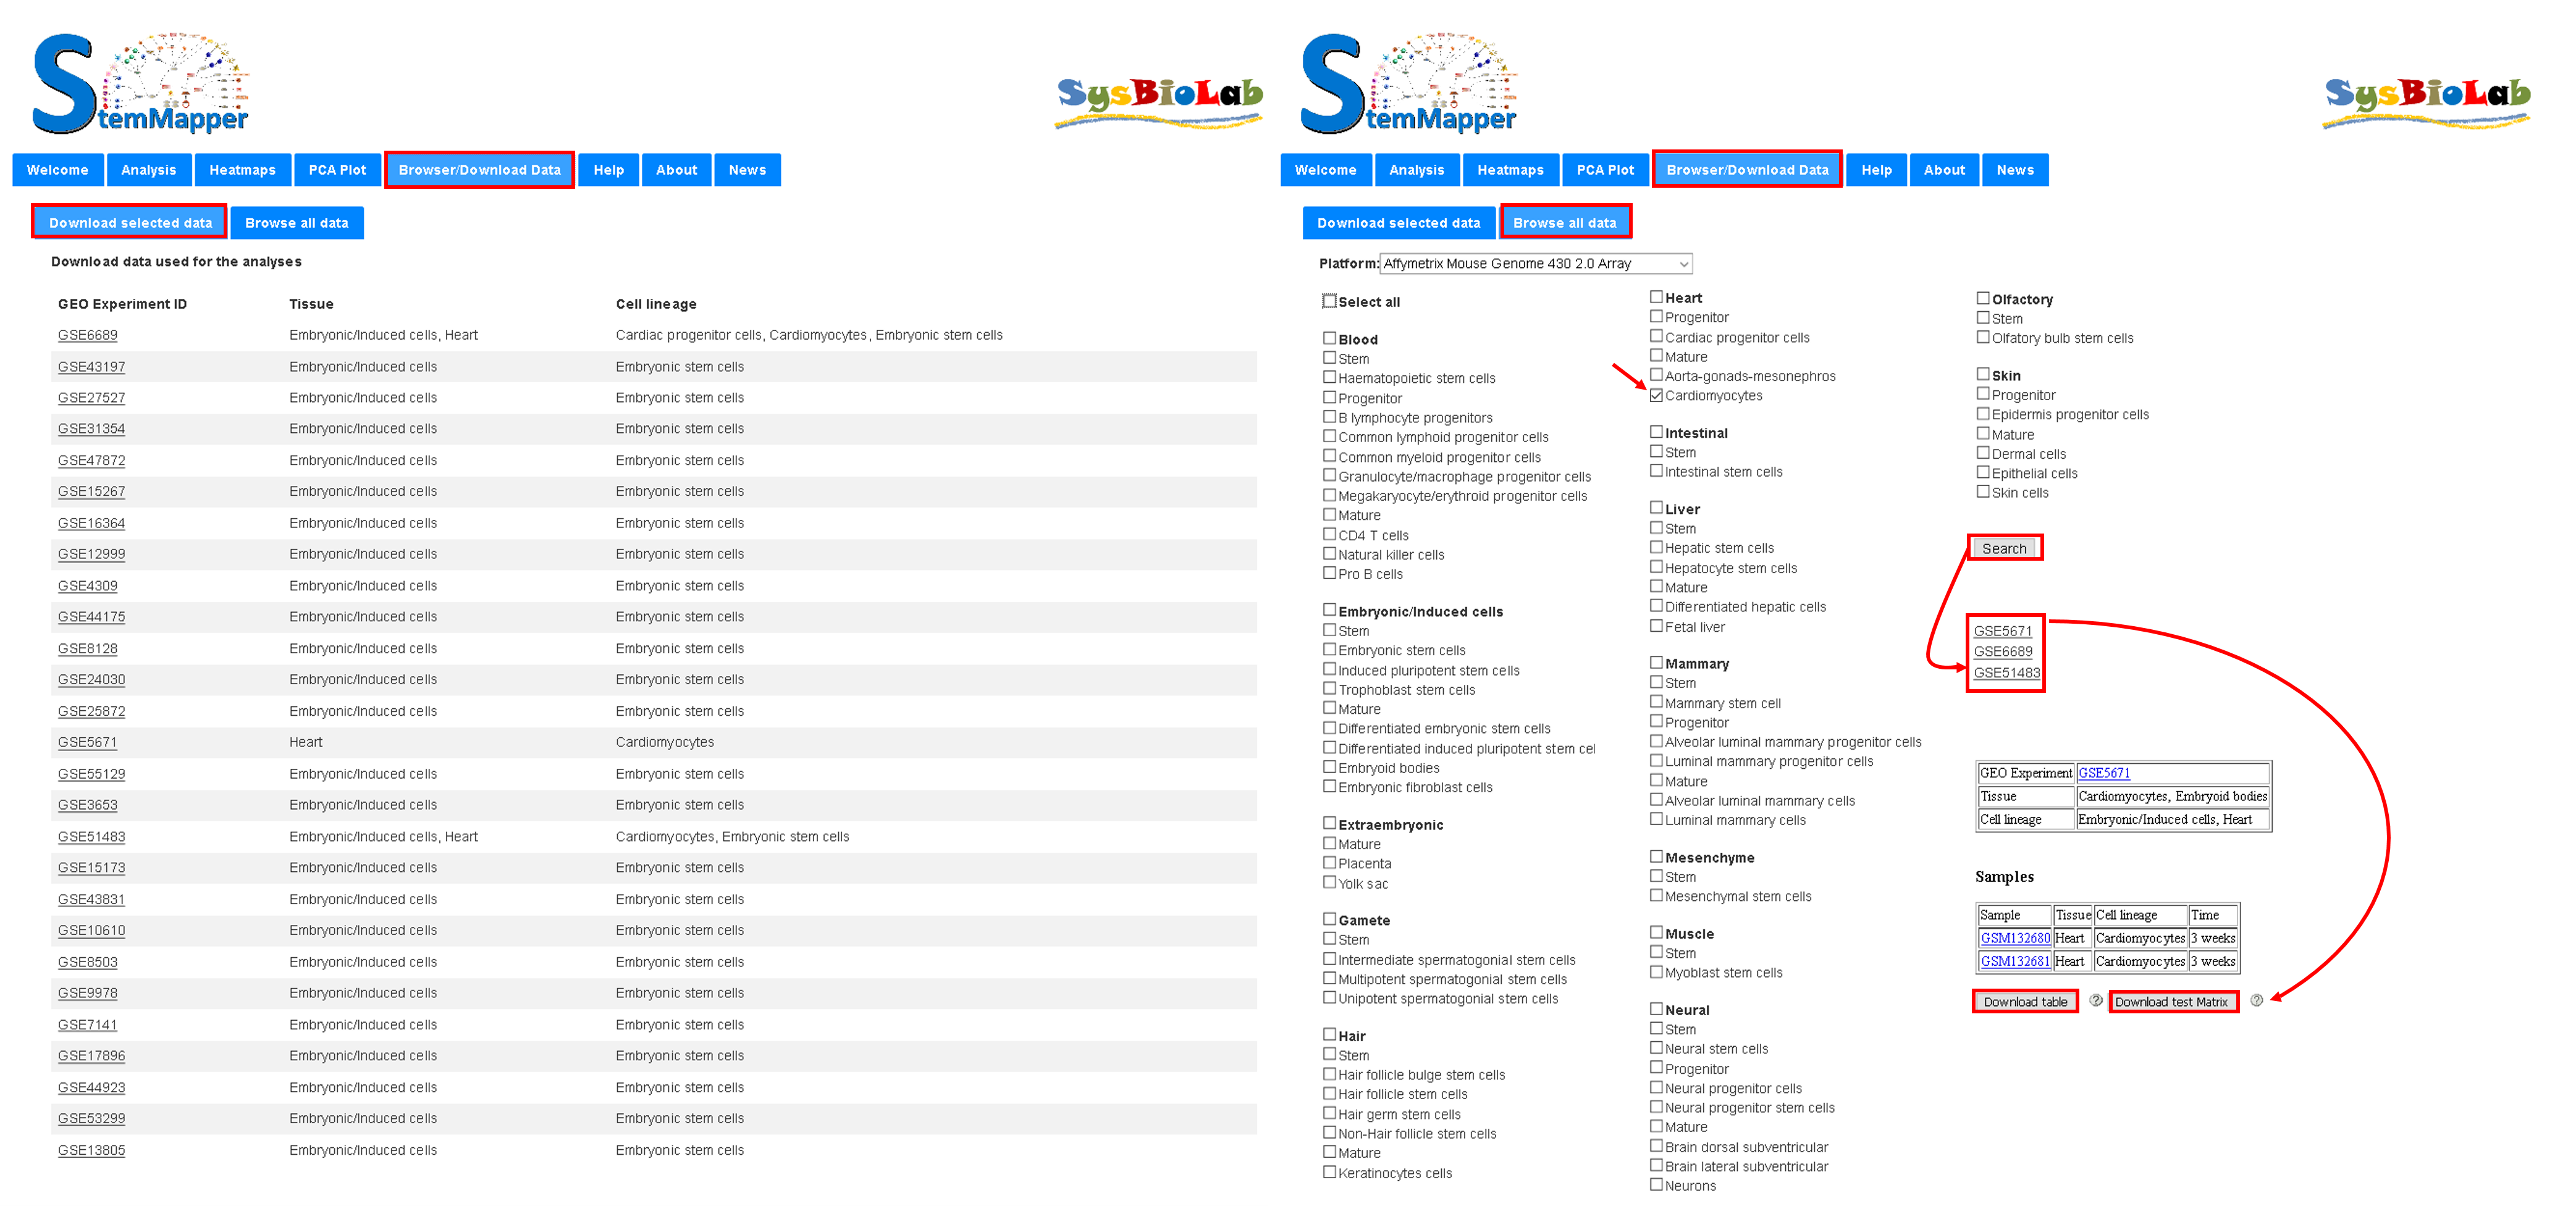 StemMapper
SysBioLab
Welcome Analysis Heatmaps PCA Plot Browser/Download Data Help About News
Download selected data Browse all data
Download data used for the analyses
GEO Experiment ID Tissue Cell lineage
GSE6689 Embryonic/Induced cells, Heart Cardiac progenitor cells, Cardiomyocytes, Embryonic stem cells
GSE43197 Embryonic/Induced cells Embryonic stem cells
GSE27527 Embryonic/Induced cells Embryonic stem cells
GSE31354 Embryonic/Induced cells Embryonic stem cells
GSE47872 Embryonic/Induced cells Embryonic stem cells
GSE15267 Embryonic/Induced cells Embryonic stem cells
GSE16364 Embryonic/Induced cells Embryonic stem cells
GSE12999 Embryonic/Induced cells Embryonic stem cells
GSE4309 Embryonic/Induced cells Embryonic stem cells
GSE44175 Embryonic/Induced cells Embryonic stem cells
GSE8128 Embryonic/Induced cells Embryonic stem cells
GSE24030 Embryonic/Induced cells Embryonic stem cells
GSE25872 Embryonic/Induced cells Embryonic stem cells
GSE5671 Heart Cardiomyocytes
GSE55129 Embryonic/Induced cells Embryonic stem cells
GSE3653 Embryonic/Induced cells Embryonic stem cells
GSE51483 Embryonic/Induced cells, Heart Cardiomyocytes, Embryonic stem cells
GSE15173 Embryonic/Induced cells Embryonic stem cells
GSE43831 Embryonic/Induced cells Embryonic stem cells
GSE10610 Embryonic/Induced cells Embryonic stem cells
GSE8503 Embryonic/Induced cells Embryonic stem cells
GSE9978 Embryonic/Induced cells Embryonic stem cells
GSE7141 Embryonic/Induced cells Embryonic stem cells
GSE17896 Embryonic/Induced cells Embryonic stem cells
GSE44923 Embryonic/Induced cells Embryonic stem cells
GSE53299 Embryonic/Induced cells Embryonic stem cells
GSE13805 Embryonic/Induced cells Embryonic stem cells
StemMapper
SysBioLab
Welcome Analysis Heatmaps PCA Plot Browser/Download Data Help About News
Download selected data Browse all data
Platform: Affymetrix Mouse Genome 430 2.0 Array
Select all
Blood
Stem
Haematopoietic stem cells
Progenitor
B lymphocyte progenitors
Common lymphoid progenitor cells
Common myeloid progenitor cells
Granulocyte/macrophage progenitor cells
Megakaryocyte/erythroid progenitor cells
Mature
CD4 T cells
Natural killer cells
Pro B cells
Embryonic/Induced cells
Stem
Embryonic stem cells
Induced pluripotent stem cells
Trophoblast stem cells
Mature
Differentiated embryonic stem cells
Differentiated induced pluripotent stem cel
Embryoid bodies
Embryonic fibroblast cells
Extraembryonic
Mature
Placenta
Yolk sac
Gamete
Stem
Intermediate spermatogonial stem cells
Multipotent spermatogonial stem cells
Unipotent spermatogonial stem cells
Hair
Stem
Hair follicle bulge stem cells
Hair follicle stem cells
Hair germ stem cells
Non-Hair follicle stem cells
Mature
Keratinocytes cells
Heart
Progenitor
Cardiac progenitor cells
Mature
Aorta-gonads-mesonephros
Cardiomyocytes
Intestinal
Stem
Intestinal stem cells
Liver
Stem
Hepatic stem cells
Hepatocyte stem cells
Mature
Differentiated hepatic cells
Fetal liver
Mammary
Stem
Mammary stem cell
Progenitor
Alveolar luminal mammary progenitor cells
Luminal mammary progenitor cells
Mature
Alveolar luminal mammary cells
Luminal mammary cells
Mesenchyme
Stem
Mesenchymal stem cells
Muscle
Stem
Myoblast stem cells
Neural
Stem
Neural stem cells
Progenitor
Neural progenitor cells
Neural progenitor stem cells
Mature
Brain dorsal subventricular
Brain lateral subventricular
Neurons
Olfactory
Stem
Olfatory bulb stem cells
Skin
Progenitor
Epidermis progenitor cells
Mature
Dermal cells
Epithelial cells
Skin cells
Search
GSE5671
GSE6689
GSE51483
GEO Experiment GSE5671
Tissue Cardiomyocytes, Embryoid bodies
Cell lineage Embryonic/Induced cells, Heart
Samples
Sample Tissue Cell lineage Time
GSM132680 Heart Cardiomyocytes 3 weeks
GSM132681 Heart Cardiomyocytes 3 weeks
Download table ? Download test Matrix ?